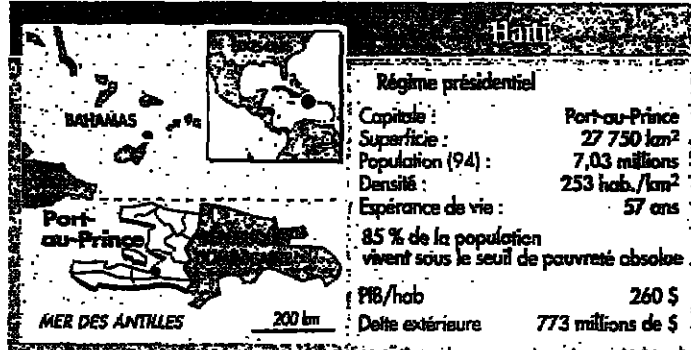 Haïti
BAHAMAS
Port-
au-Prince
MER DES ANTILLES
200 km
Régime présidentiel
Capitale : Port-au-Prince
Superficie : 27 750 km²
Population (94) : 7,03 millions
Densité : 253 hab./km²
Espérance de vie : 57 ans
85 % de la population
vivent sous le seuil de pauvreté absolue
PIB/hab 260 $
Dette extérieure 773 millions de $